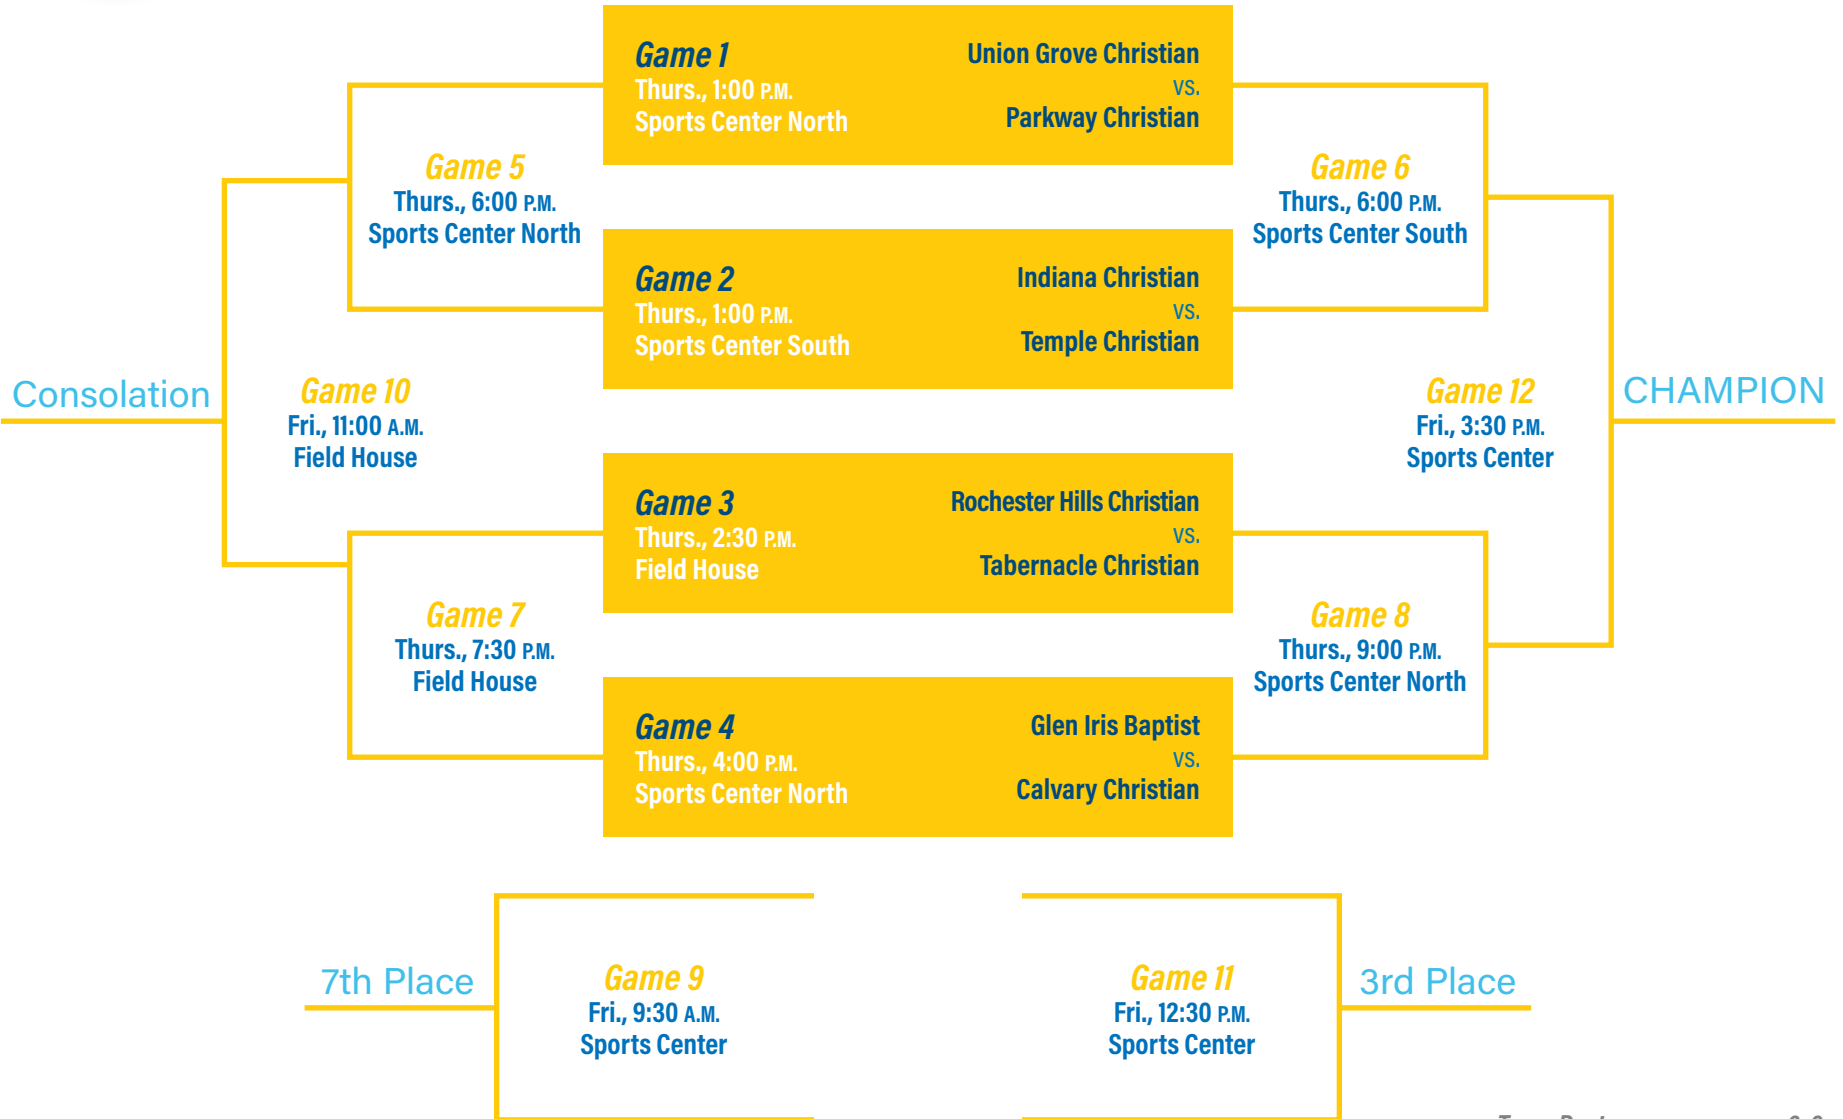 Game 1
Thurs., 1:00 P.M.
Sports Center North
Union Grove Christian
VS.
Parkway Christian
Game 5
Thurs., 6:00 P.M.
Sports Center North
Game 6
Thurs., 6:00 P.M.
Sports Center South
Game 2
Thurs., 1:00 P.M.
Sports Center South
Indiana Christian
VS.
Temple Christian
Consolation
Game 10
Fri., 11:00 A.M.
Field House
Game 12
Fri., 3:30 P.M.
Sports Center
CHAMPION
Game 3
Thurs., 2:30 P.M.
Field House
Rochester Hills Christian
VS.
Tabernacle Christian
Game 7
Thurs., 7:30 P.M.
Field House
Game 8
Thurs., 9:00 P.M.
Sports Center North
Game 4
Thurs., 4:00 P.M.
Sports Center North
Glen Iris Baptist
VS.
Calvary Christian
7th Place
Game 9
Fri., 9:30 A.M.
Sports Center
Game 11
Fri., 12:30 P.M.
Sports Center
3rd Place